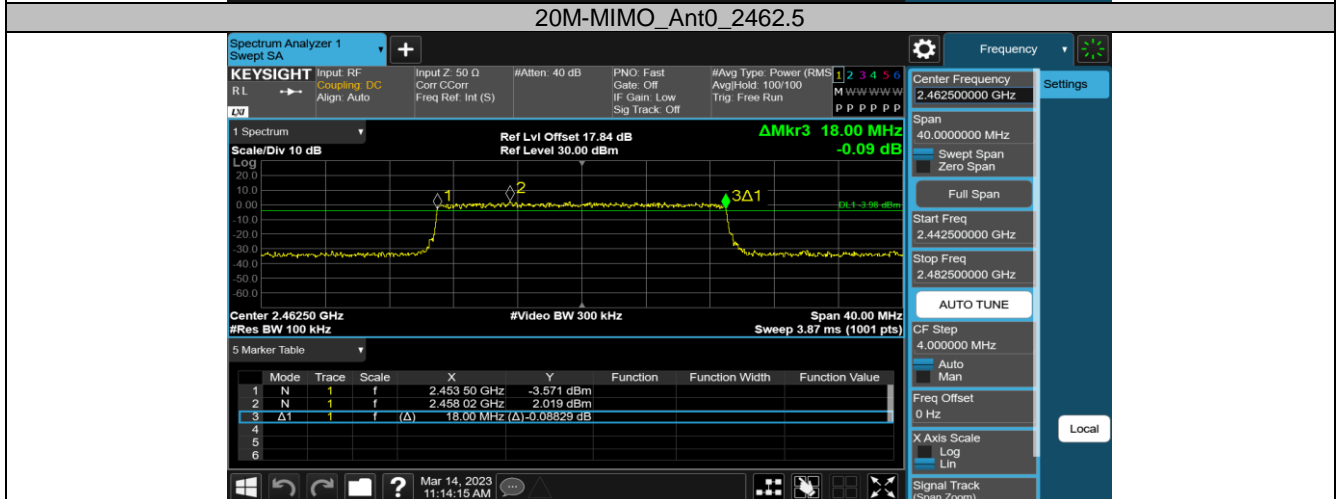 20M-MIMO_Ant0_2462.5
Spectrum Analyzer 1
Swept SA
Frequency
KEYSIGHT
RL
LXI
Input: RF
Coupling: DC
Align: Auto
Input Z: 50 Ω
Corr CCorr
Freq Ref: Int (S)
#Atten: 40 dB
PNO: Fast
Gate: Off
IF Gain: Low
Sig Track: Off
#Avg Type: Power (RMS
Avg|Hold: 100/100
Trig: Free Run
1 2 3 4 5 6
M W W W W W
P P P P P P
1 Spectrum
Scale/Div 10 dB
Ref Lvl Offset 17.84 dB
Ref Level 30.00 dBm
ΔMkr3 18.00 MHz
-0.09 dB
Log
20.0
10.0
0.00
-10.0
-20.0
-30.0
-40.0
-50.0
-60.0
1
2
3Δ1
DL1 -3.98 dBm
Center 2.46250 GHz
#Video BW 300 kHz
Span 40.00 MHz
#Res BW 100 kHz
Sweep 3.87 ms (1001 pts)
5 Marker Table
Mode Trace Scale X Y Function Function Width Function Value
1 N 1 f 2.453 50 GHz -3.571 dBm
2 N 1 f 2.458 02 GHz 2.019 dBm
3 Δ1 1 f (Δ) 18.00 MHz (Δ) -0.08829 dB
4
5
6
Mar 14, 2023
11:14:15 AM
Center Frequency
2.462500000 GHz
Settings
Span
40.0000000 MHz
Swept Span
Zero Span
Full Span
Start Freq
2.442500000 GHz
Stop Freq
2.482500000 GHz
AUTO TUNE
CF Step
4.000000 MHz
Auto
Man
Freq Offset
0 Hz
X Axis Scale
Log
Lin
Local
Signal Track
(Span Zoom)